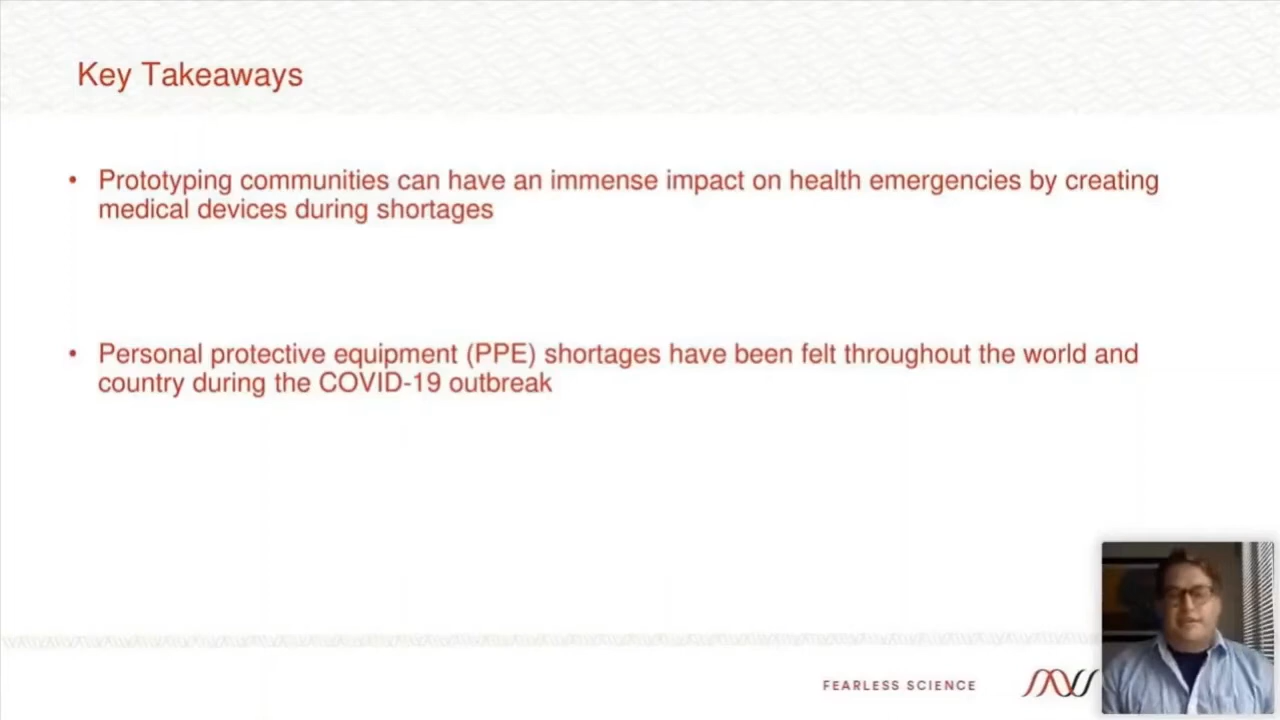 Key Takeaways
• Prototyping communities can have an immense impact on health emergencies by creating
medical devices during shortages
• Personal protective equipment (PPE) shortages have been felt throughout the world and
country during the COVID-19 outbreak
FEARLESS SCIENCE